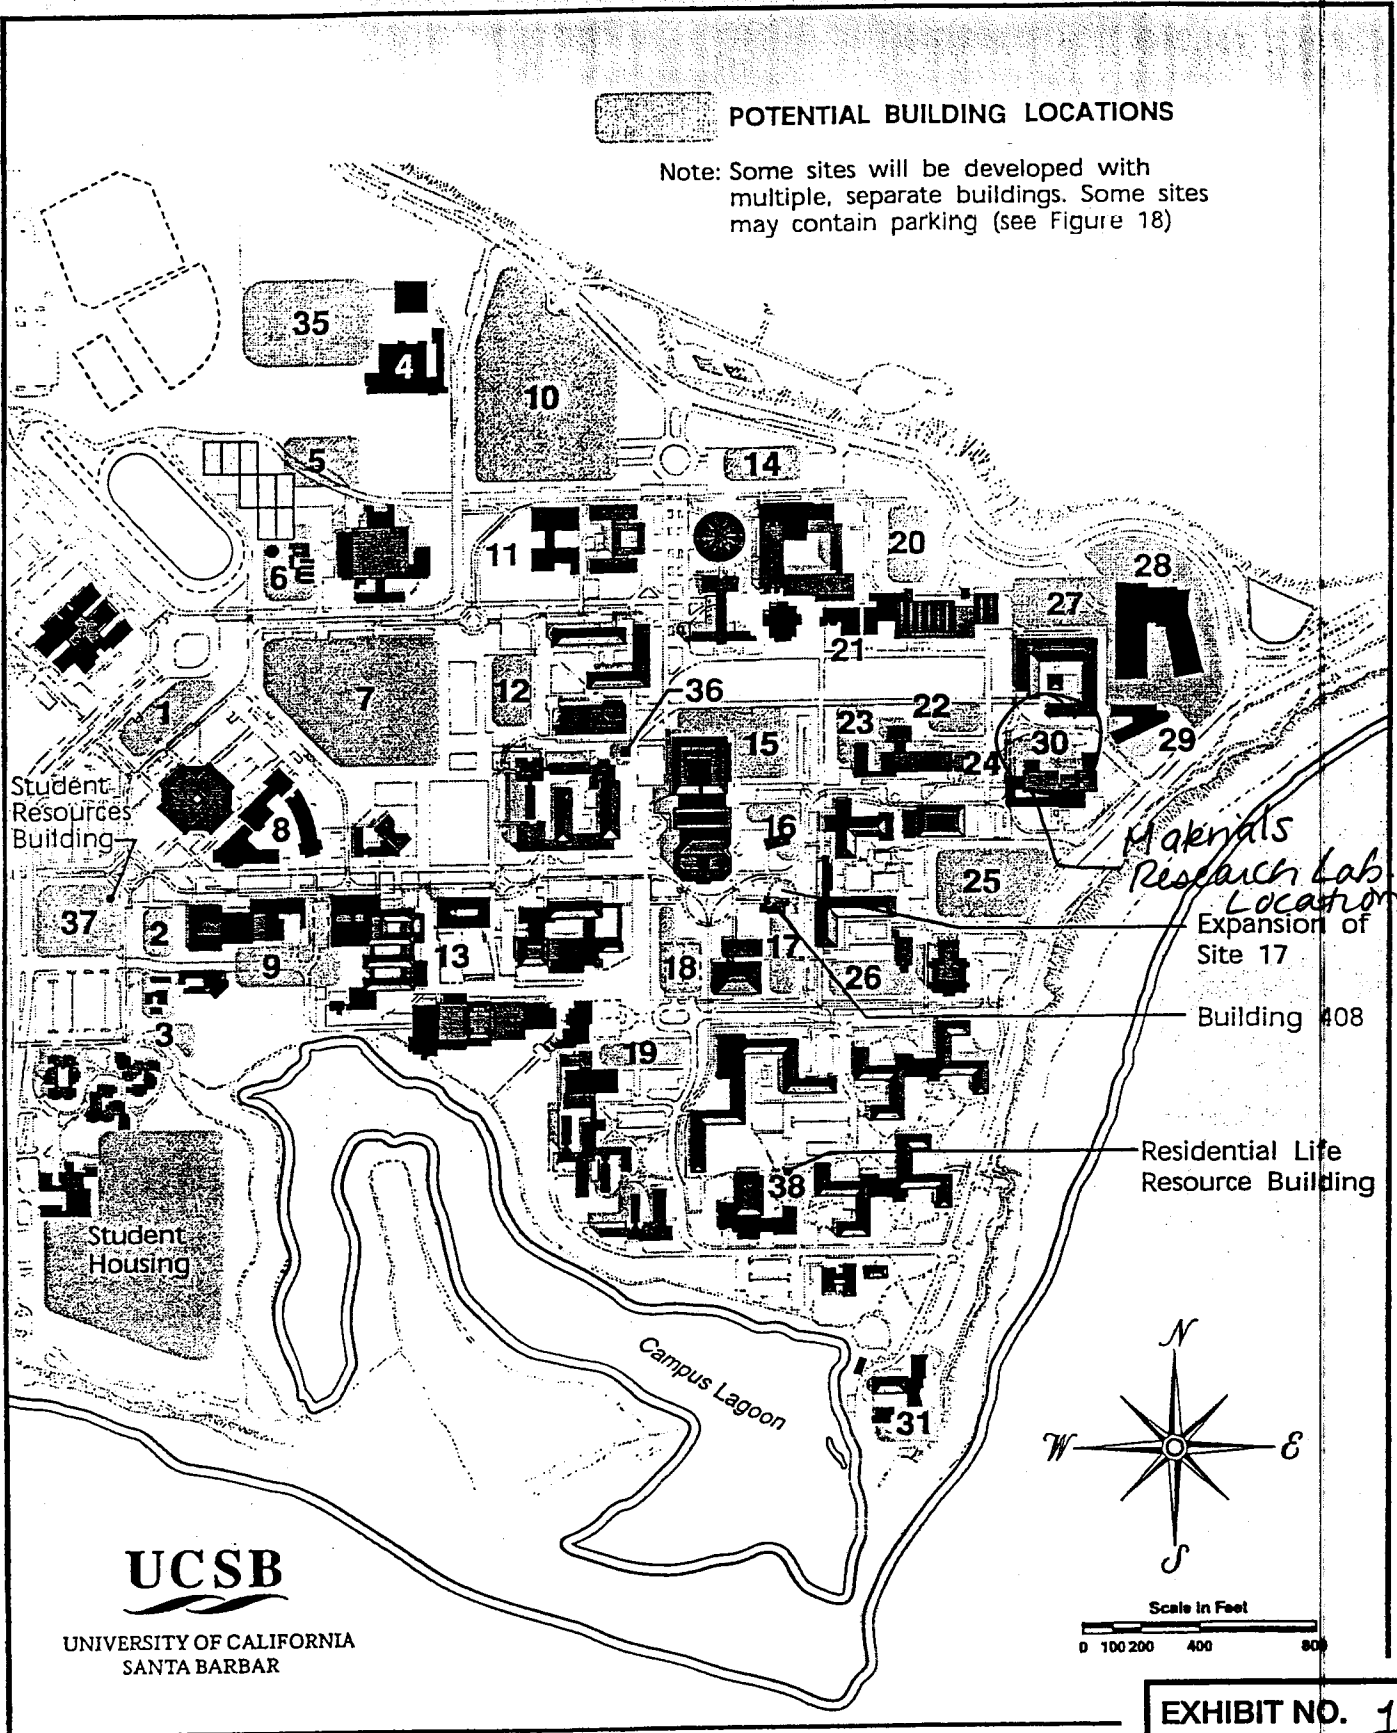 POTENTIAL BUILDING LOCATIONS
Note: Some sites will be developed with
multiple, separate buildings. Some sites
may contain parking (see Figure 18)
35
4
10
5
14
11
20
6
28
27
21
7
12
36
1
23
22
15
30
29
24
Student
Resources
Building
8
16
Materials
Research Lab
Location
25
37
2
Expansion of
Site 17
13
17
9
18
26
Building 408
3
19
Residential Life
Resource Building
38
Student
Housing
Campus Lagoon
N
31
W
E
S
UCSB
UNIVERSITY OF CALIFORNIA
SANTA BARBAR
Scale in Feet
0 100 200 400 800
EXHIBIT NO. 1